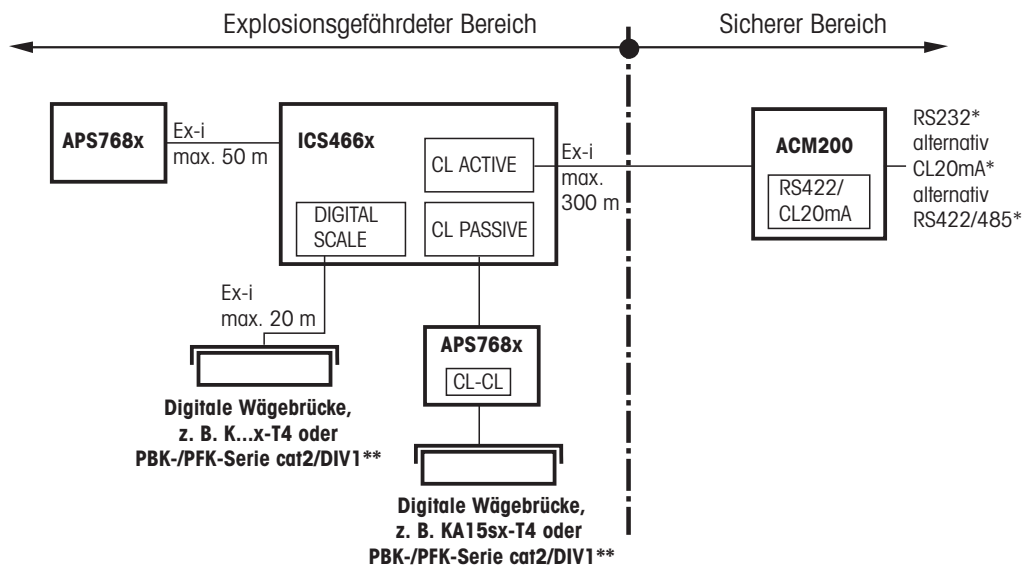 Explosionsgefährdeter Bereich
Sicherer Bereich
APS768x
Ex-i
max. 50 m
ICS466x
CL ACTIVE
DIGITAL
SCALE
CL PASSIVE
Ex-i
max.
300 m
ACM200
RS422/
CL20mA
RS232*
alternativ
CL20mA*
alternativ
RS422/485*
Ex-i
max. 20 m
APS768x
CL-CL
Digitale Wägebrücke,
z. B. K...x-T4 oder
PBK-/PFK-Serie cat2/DIV1**
Digitale Wägebrücke,
z. B. KA15sx-T4 oder
PBK-/PFK-Serie cat2/DIV1**